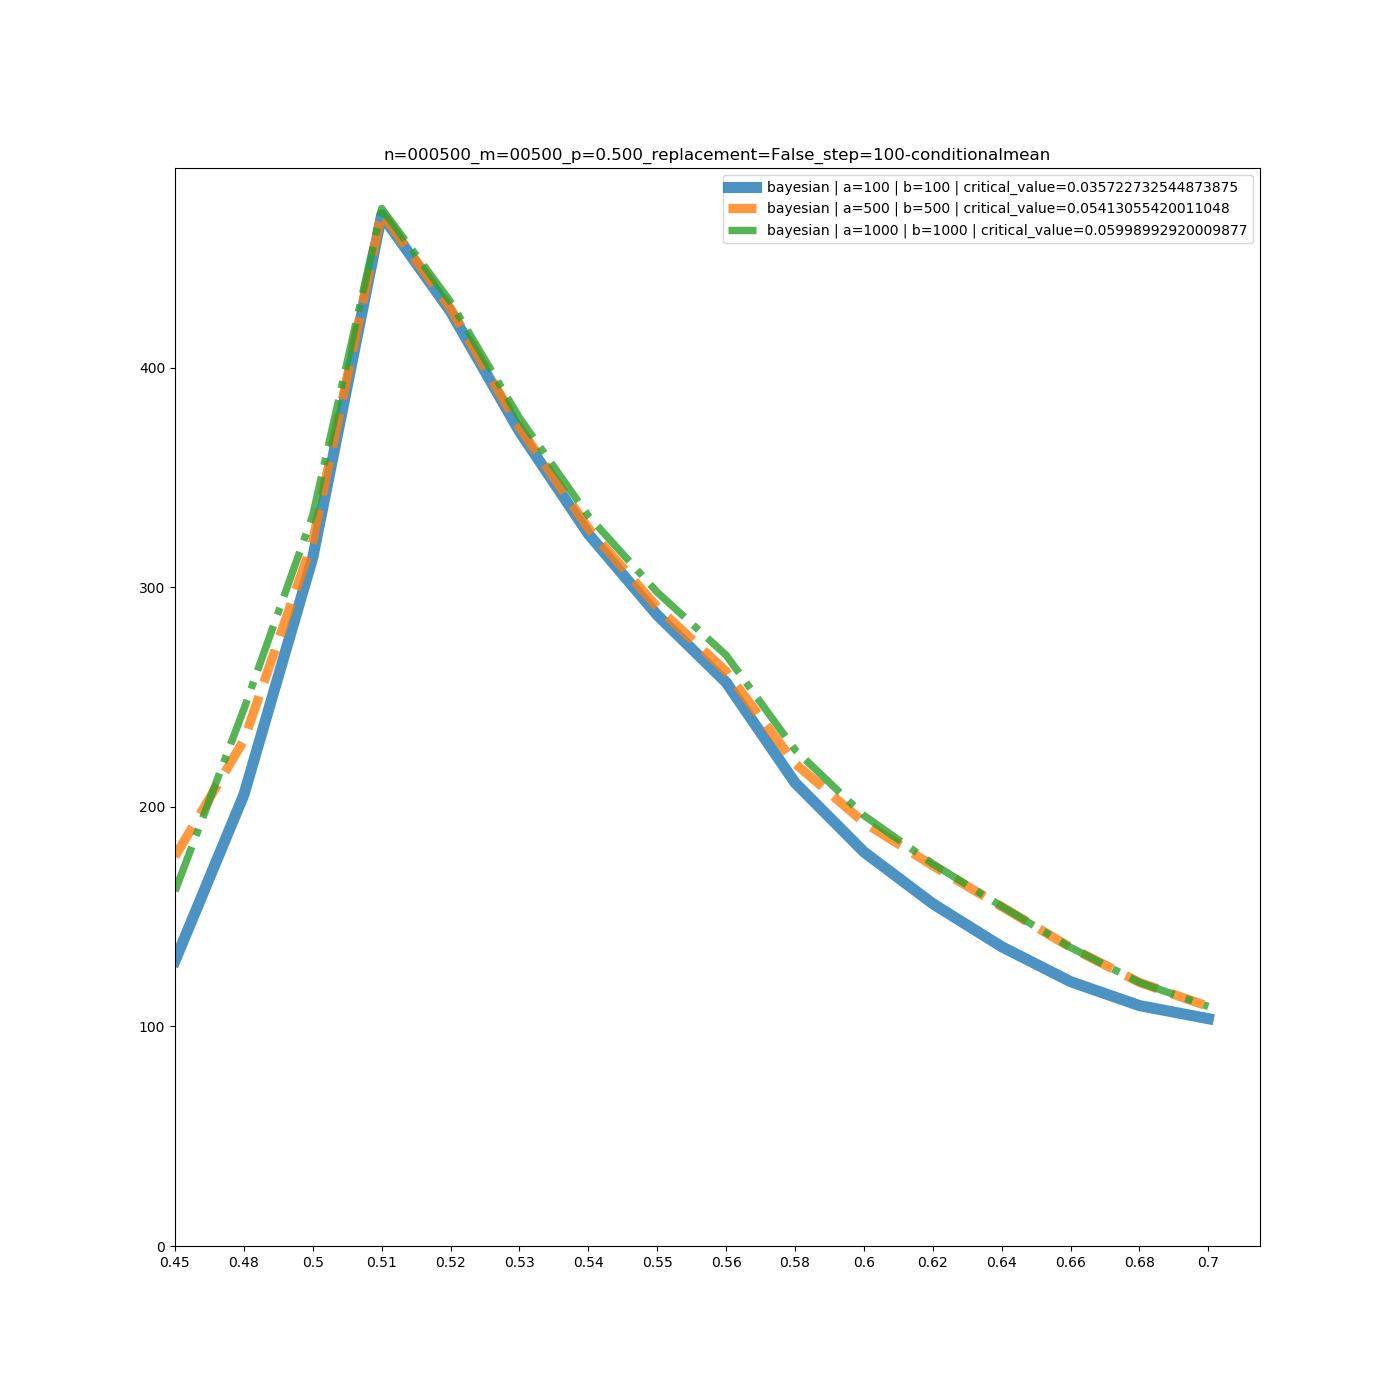 n=000500_m=00500_p=0.500_replacement=False_step=100-conditionalmean
bayesian | a=100 | b=100 | critical_value=0.035722732544873875
bayesian | a=500 | b=500 | critical_value=0.05413055420011048
bayesian | a=1000 | b=1000 | critical_value=0.05998992920009877
400
300
200
100
0
0.45 0.48 0.5 0.51 0.52 0.53 0.54 0.55 0.56 0.58 0.6 0.62 0.64 0.66 0.68 0.7